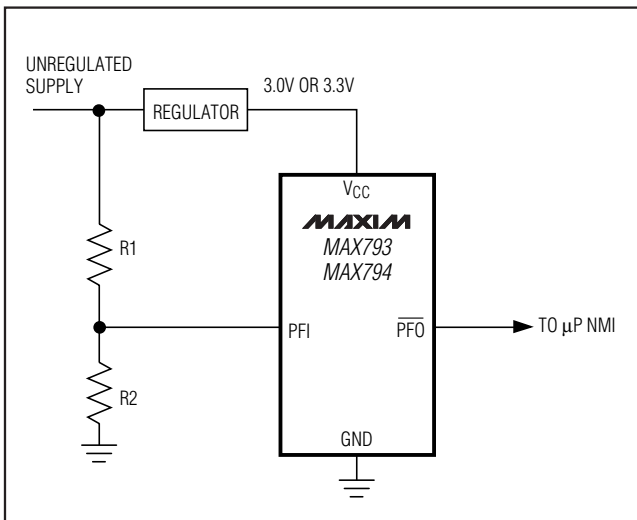 UNREGULATED
SUPPLY
REGULATOR
3.0V OR 3.3V
VCC
MAXIM
MAX793
MAX794
R1
PFI
PFO
TO μP NMI
R2
GND